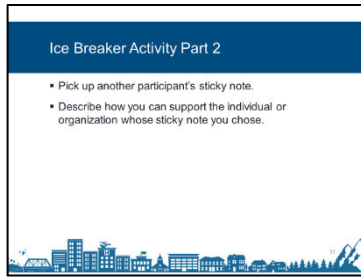 Ice Breaker Activity Part 2
▪ Pick up another participant's sticky note.
▪ Describe how you can support the individual or
organization whose sticky note you chose.
11